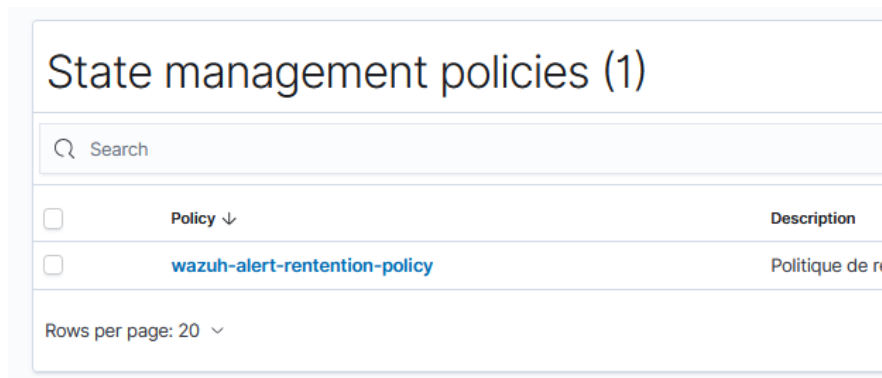 State management policies (1)
Search
Policy ↓ Description
wazuh-alert-rentention-policy Politique de
Rows per page: 20